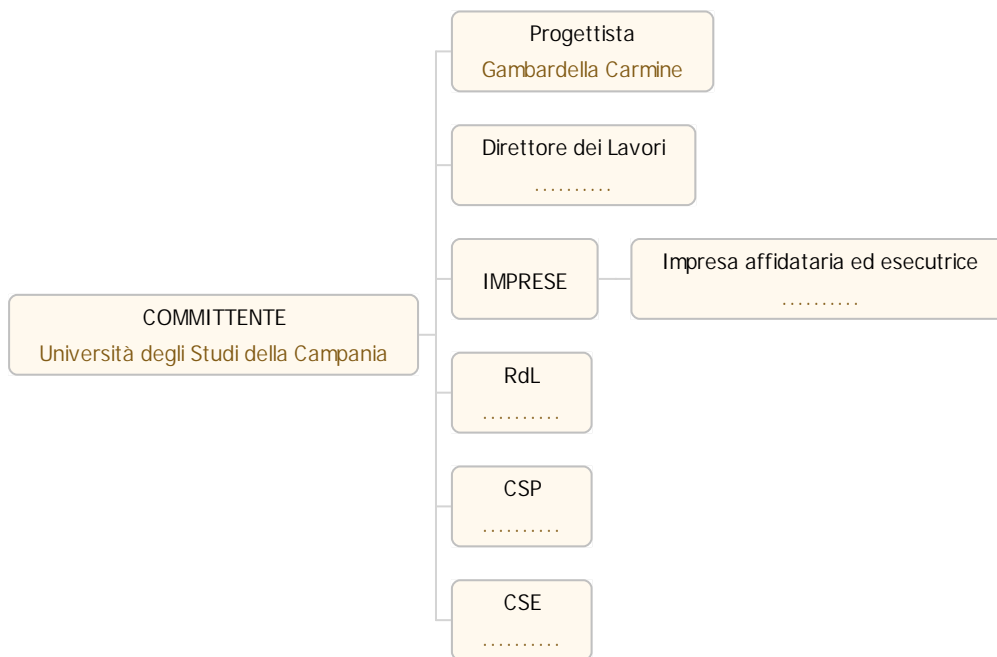 Progettista
Gambardella Carmine
Direttore dei Lavori
..........
IMPRESE
Impresa affidataria ed esecutrice
..........
COMMITTENTE
Università degli Studi della Campania
RdL
..........
CSP
..........
CSE
..........